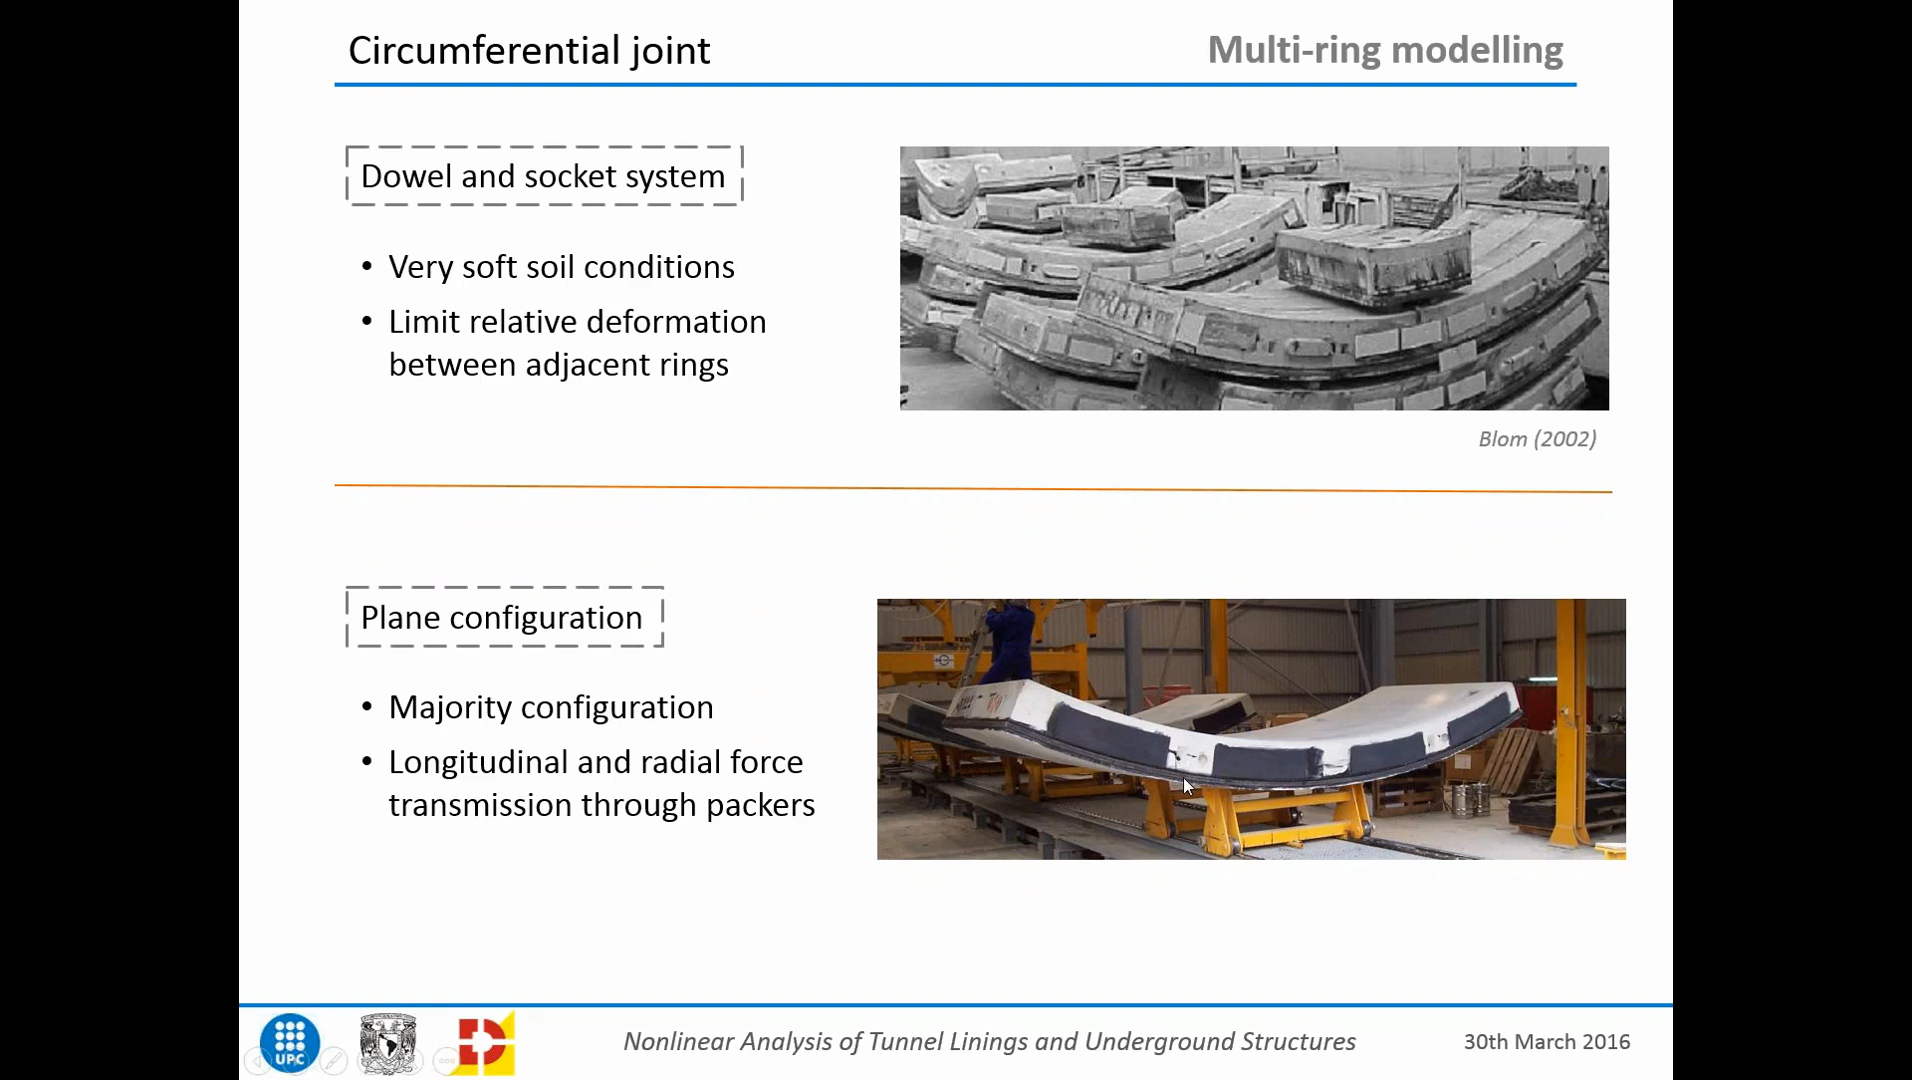 Circumferential joint
Multi-ring modelling
Dowel and socket system
• Very soft soil conditions
• Limit relative deformation
between adjacent rings
Blom (2002)
Plane configuration
• Majority configuration
• Longitudinal and radial force
transmission through packers
UPC
Nonlinear Analysis of Tunnel Linings and Underground Structures
30th March 2016